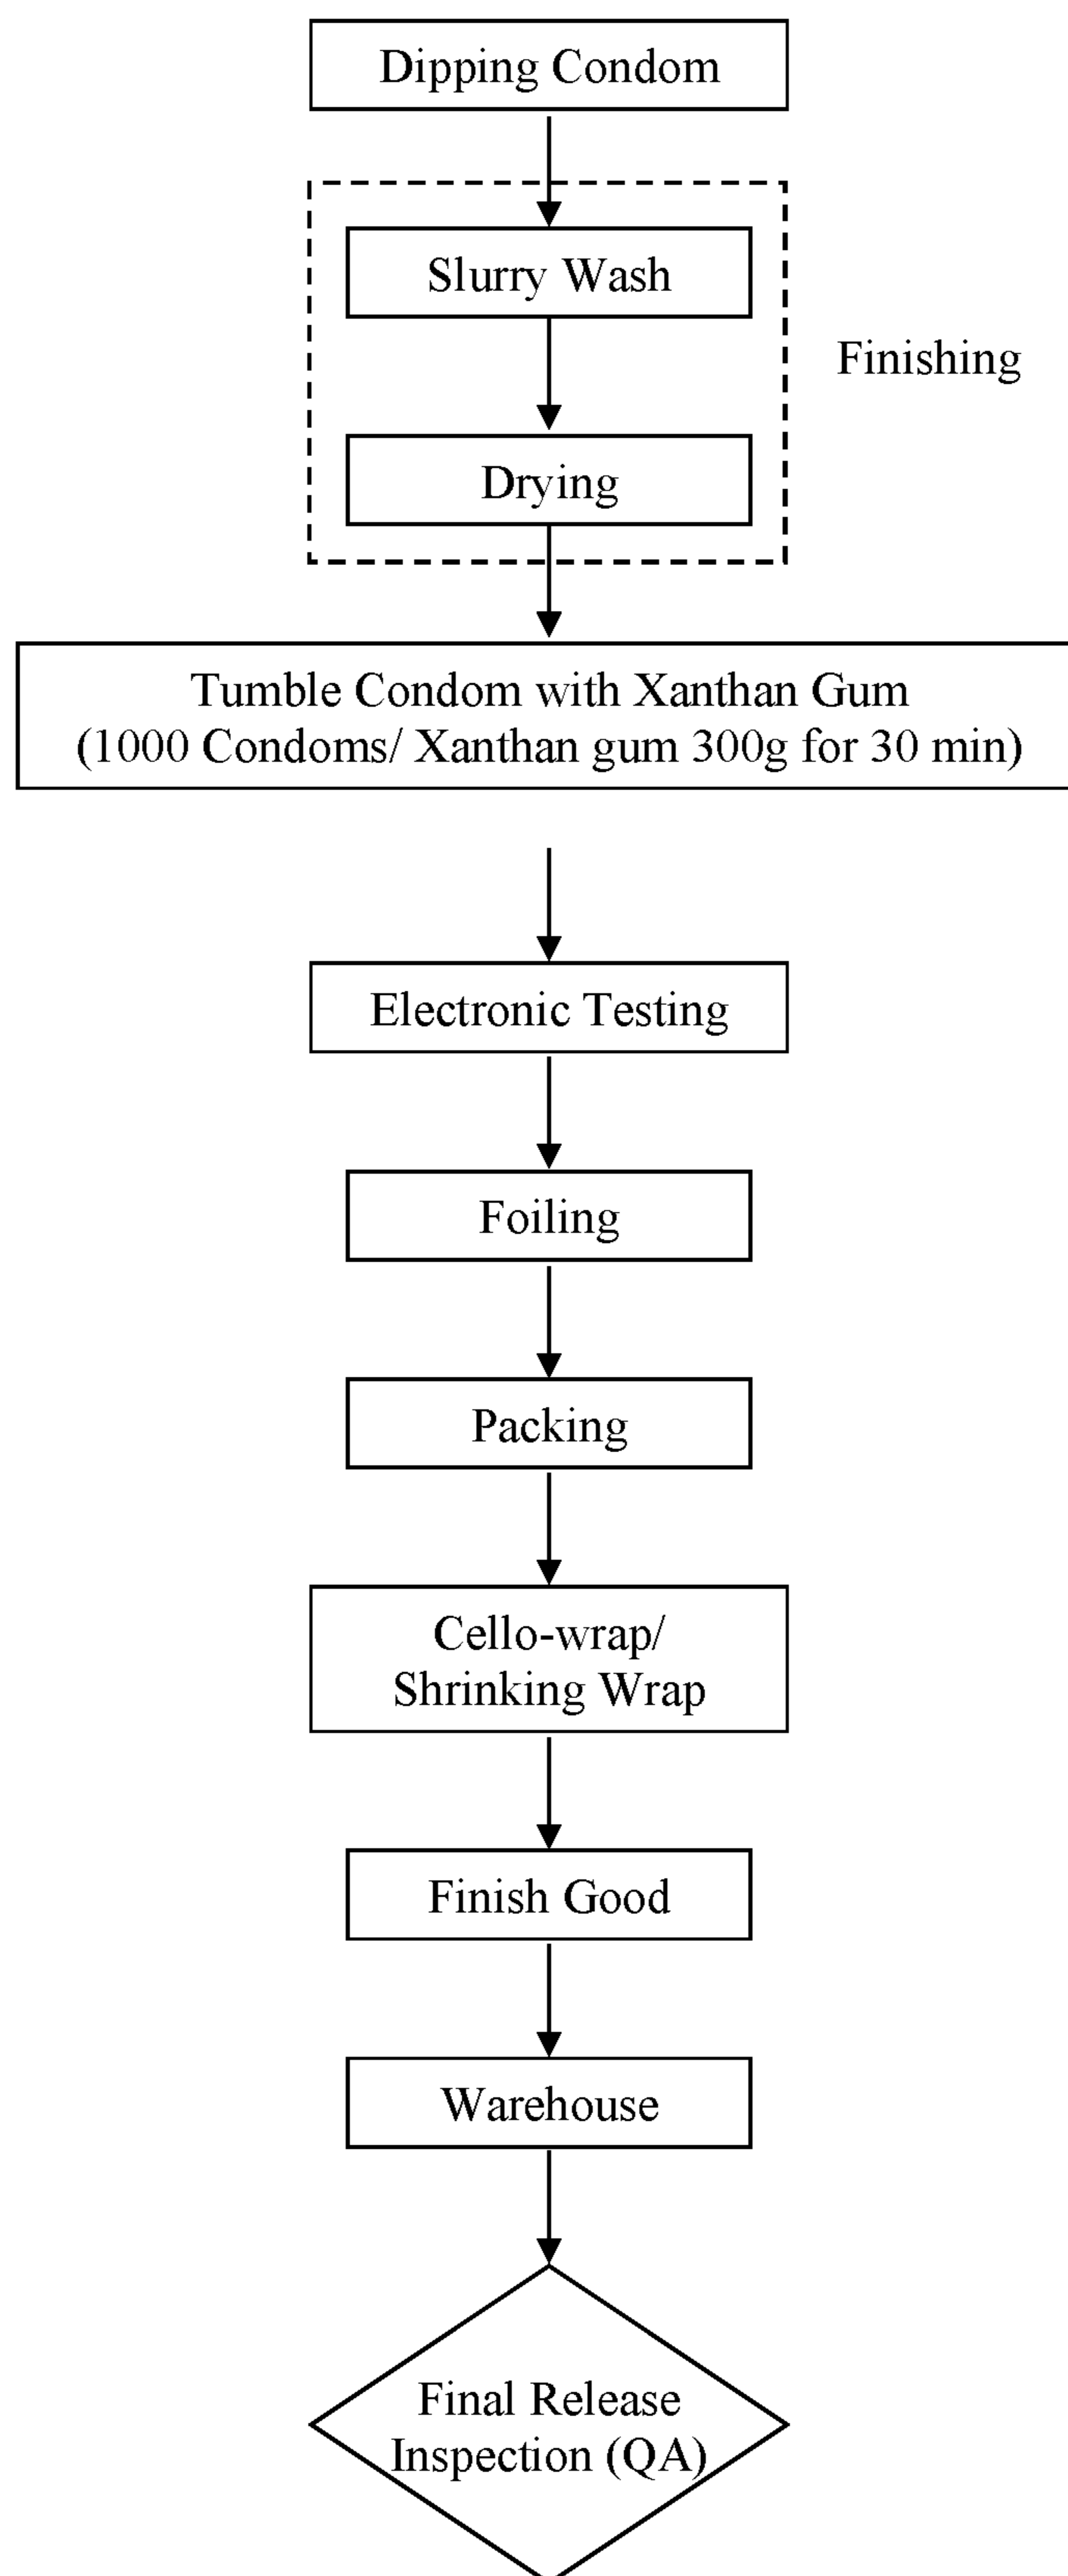 Dipping Condom
Slurry Wash
Finishing
Drying
Tumble Condom with Xanthan Gum
(1000 Condoms/ Xanthan gum 300g for 30 min)
Electronic Testing
Foiling
Packing
Cello-wrap/
Shrinking Wrap
Finish Good
Warehouse
Final Release
Inspection (QA)